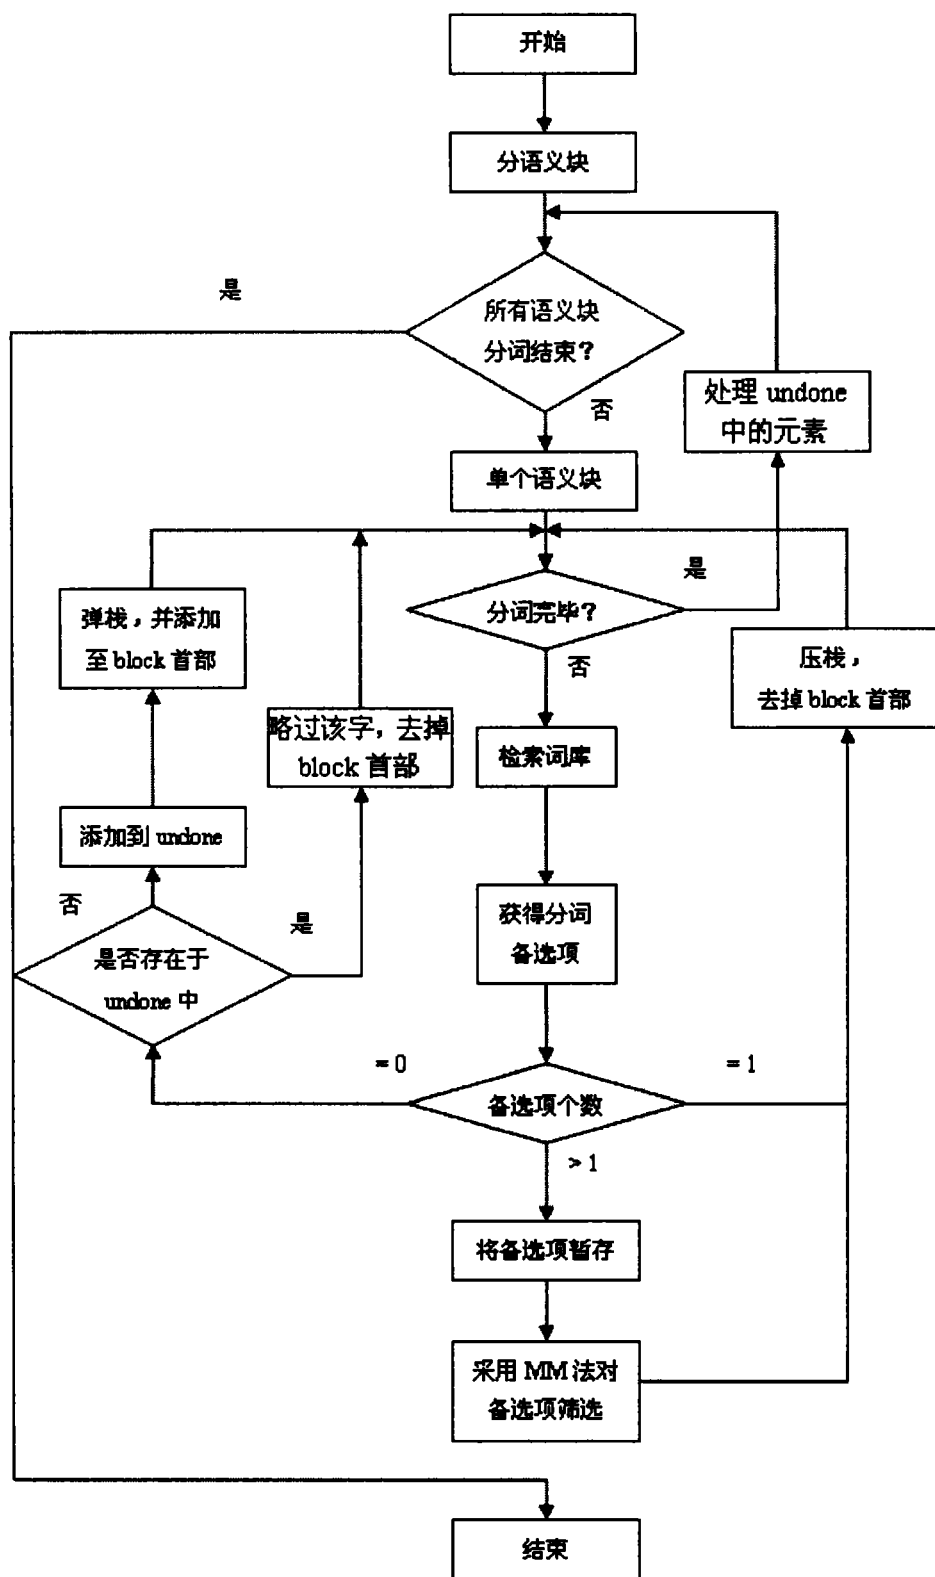 开始
分语义块
是
所有语义块
分词结束？
处理 undone
中的元素
否
单个语义块
是
弹栈，并添加
至 block 首部
分词完毕？
压栈，
去掉 block 首部
否
略过该字，去掉
block 首部
检索词库
添加到 undone
否
是
获得分词
备选项
是否存在于
undone 中
= 0
= 1
备选项个数
> 1
将备选项暂存
采用 MM 法对
备选项筛选
结束